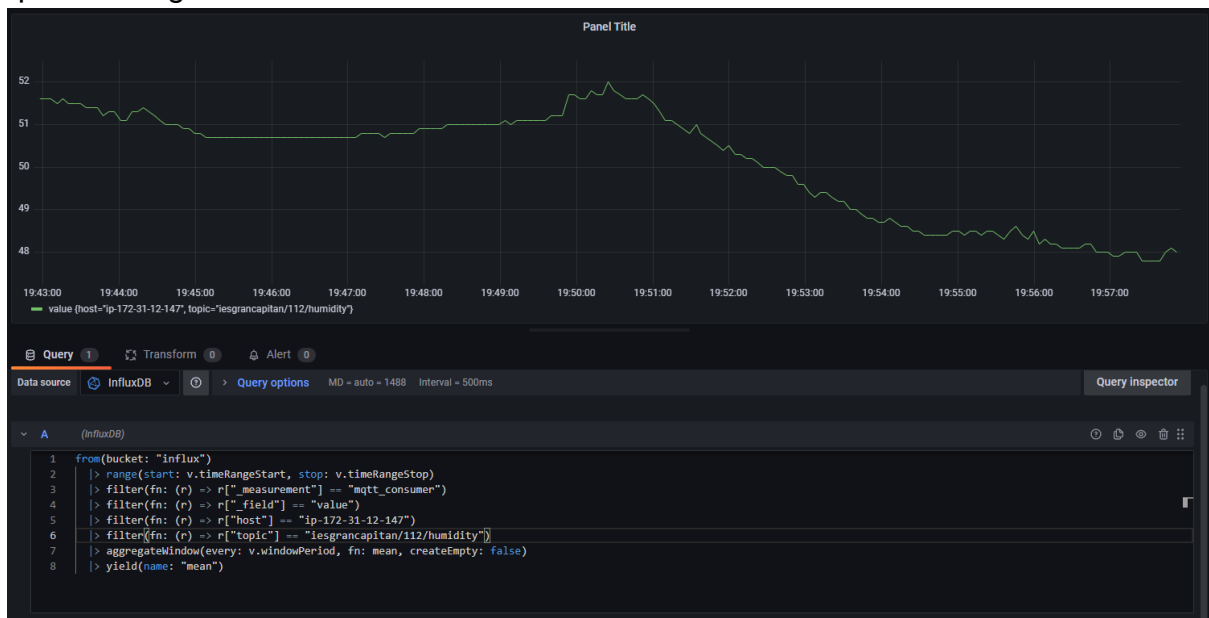 Panel Title
52
51
50
49
48
19:43:00 19:44:00 19:45:00 19:46:00 19:47:00 19:48:00 19:49:00 19:50:00 19:51:00 19:52:00 19:53:00 19:54:00 19:55:00 19:56:00 19:57:00
value {host="ip-172-31-12-147", topic="iesgrancapitan/112/humidity"}
Query 1 Transform 0 Alert 0
Data source InfluxDB Query options MD = auto = 1488 Interval = 500ms Query inspector
A (InfluxDB)
1 from(bucket: "influx")
2 |> range(start: v.timeRangeStart, stop: v.timeRangeStop)
3 |> filter(fn: (r) => r["_measurement"] == "mqtt_consumer")
4 |> filter(fn: (r) => r["_field"] == "value")
5 |> filter(fn: (r) => r["host"] == "ip-172-31-12-147")
6 |> filter(fn: (r) => r["topic"] == "iesgrancapitan/112/humidity")
7 |> aggregateWindow(every: v.windowPeriod, fn: mean, createEmpty: false)
8 |> yield(name: "mean")